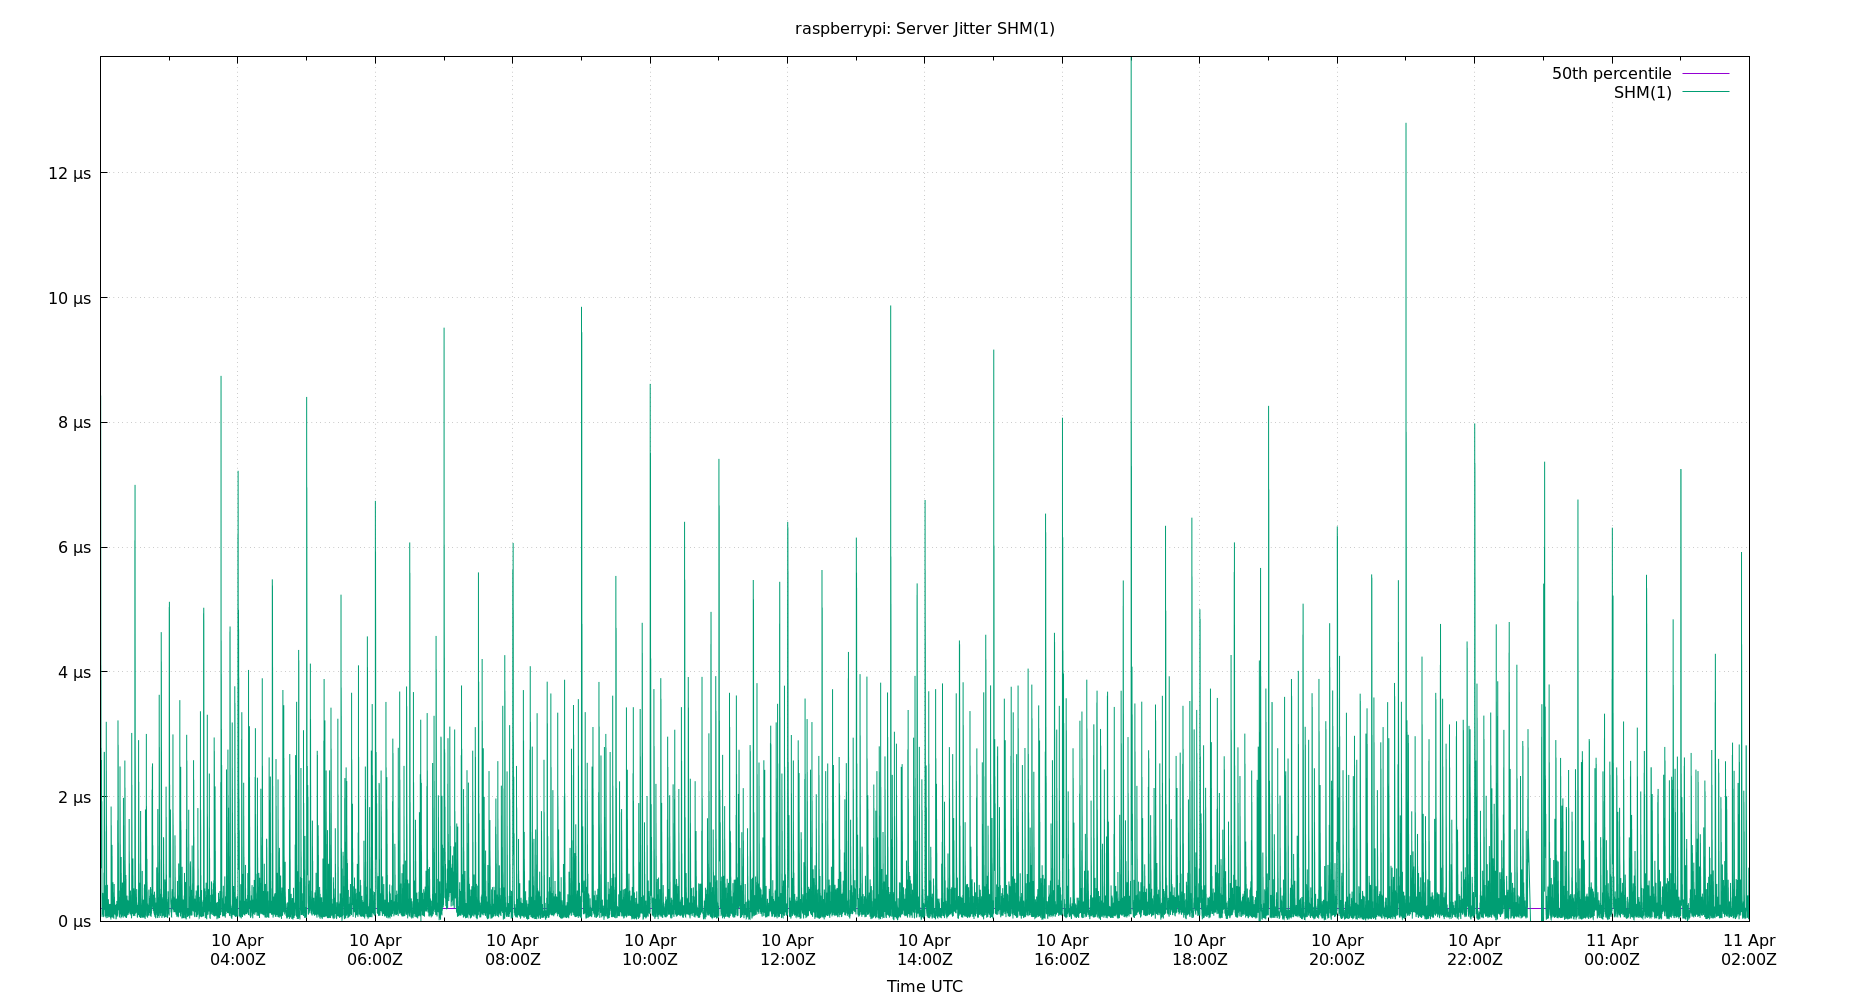 raspberrypi: Server Jitter SHM(1)
50th percentile
SHM(1)
12 µs
10 µs
8 µs
6 µs
4 µs
2 µs
0 µs
10 Apr 10 Apr 10 Apr 10 Apr 10 Apr 10 Apr 10 Apr 10 Apr 10 Apr 10 Apr 11 Apr 11 Apr
04:00Z 06:00Z 08:00Z 10:00Z 12:00Z 14:00Z 16:00Z 18:00Z 20:00Z 22:00Z 00:00Z 02:00Z
Time UTC